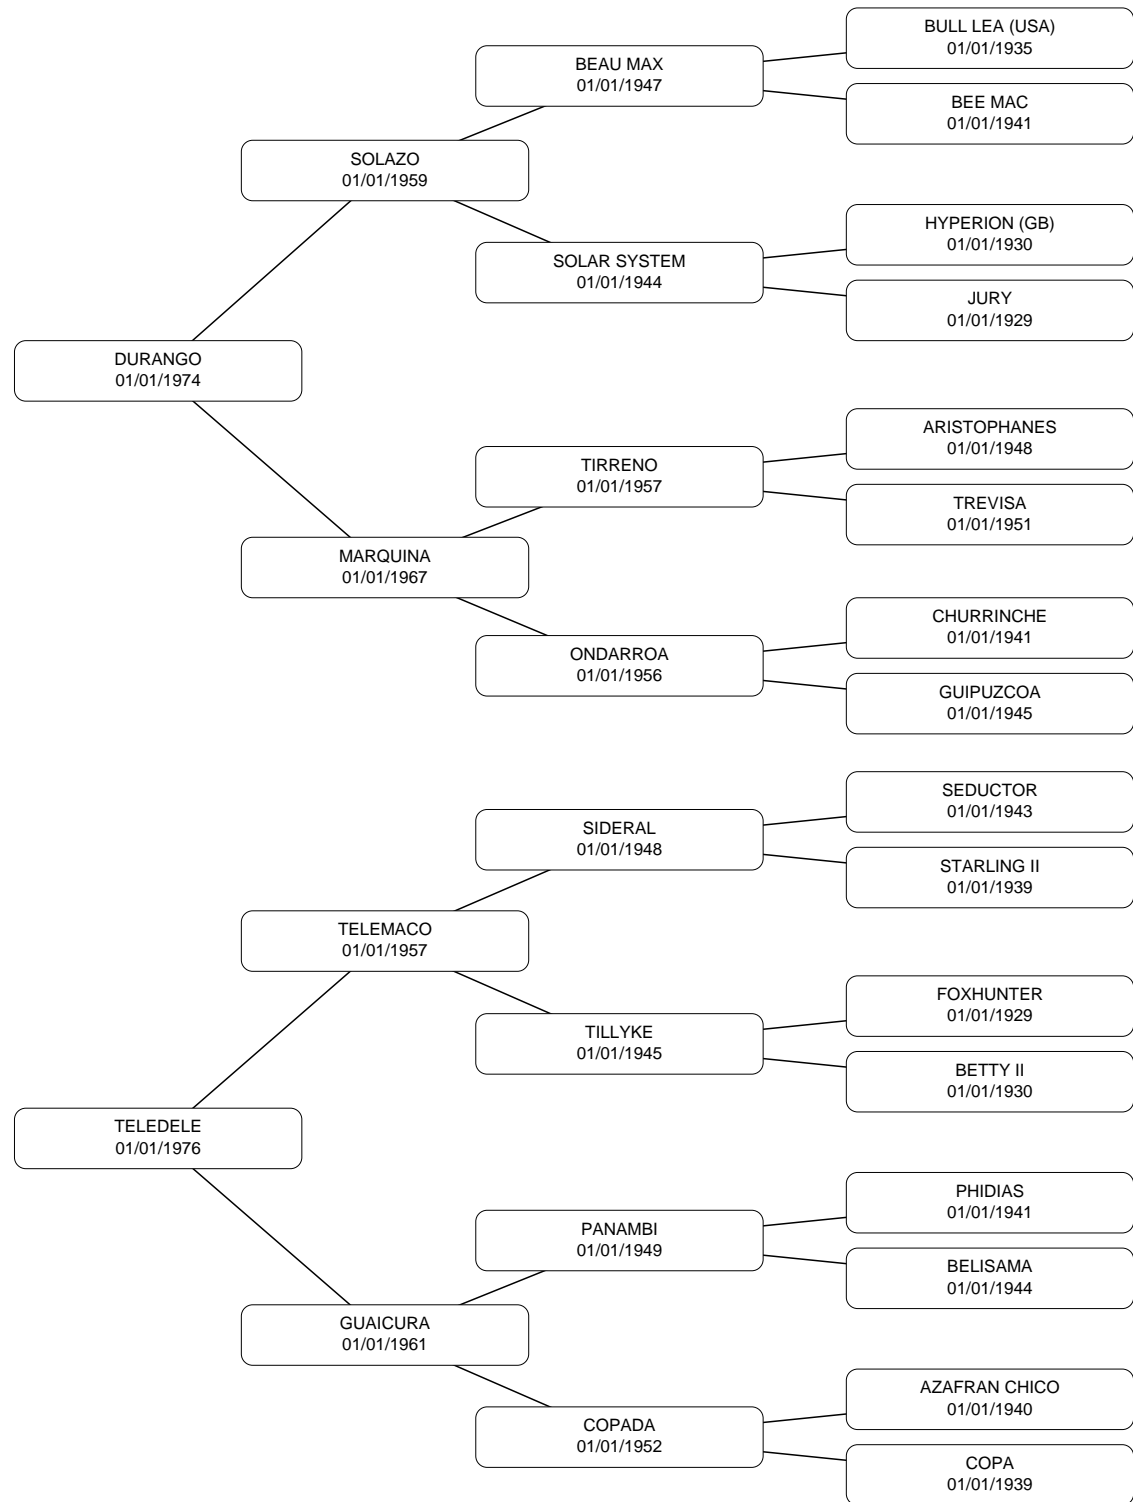 BULL LEA (USA)
01/01/1935
BEAU MAX
01/01/1947
BEE MAC
01/01/1941
SOLAZO
01/01/1959
HYPERION (GB)
01/01/1930
SOLAR SYSTEM
01/01/1944
JURY
01/01/1929
DURANGO
01/01/1974
ARISTOPHANES
01/01/1948
TIRRENO
01/01/1957
TREVISA
01/01/1951
MARQUINA
01/01/1967
CHURRINCHE
01/01/1941
ONDARROA
01/01/1956
GUIPUZCOA
01/01/1945
SEDUCTOR
01/01/1943
SIDERAL
01/01/1948
STARLING II
01/01/1939
TELEMACO
01/01/1957
FOXHUNTER
01/01/1929
TILLYKE
01/01/1945
BETTY II
01/01/1930
TELEDELE
01/01/1976
PHIDIAS
01/01/1941
PANAMBI
01/01/1949
BELISAMA
01/01/1944
GUAICURA
01/01/1961
AZAFRAN CHICO
01/01/1940
COPADA
01/01/1952
COPA
01/01/1939